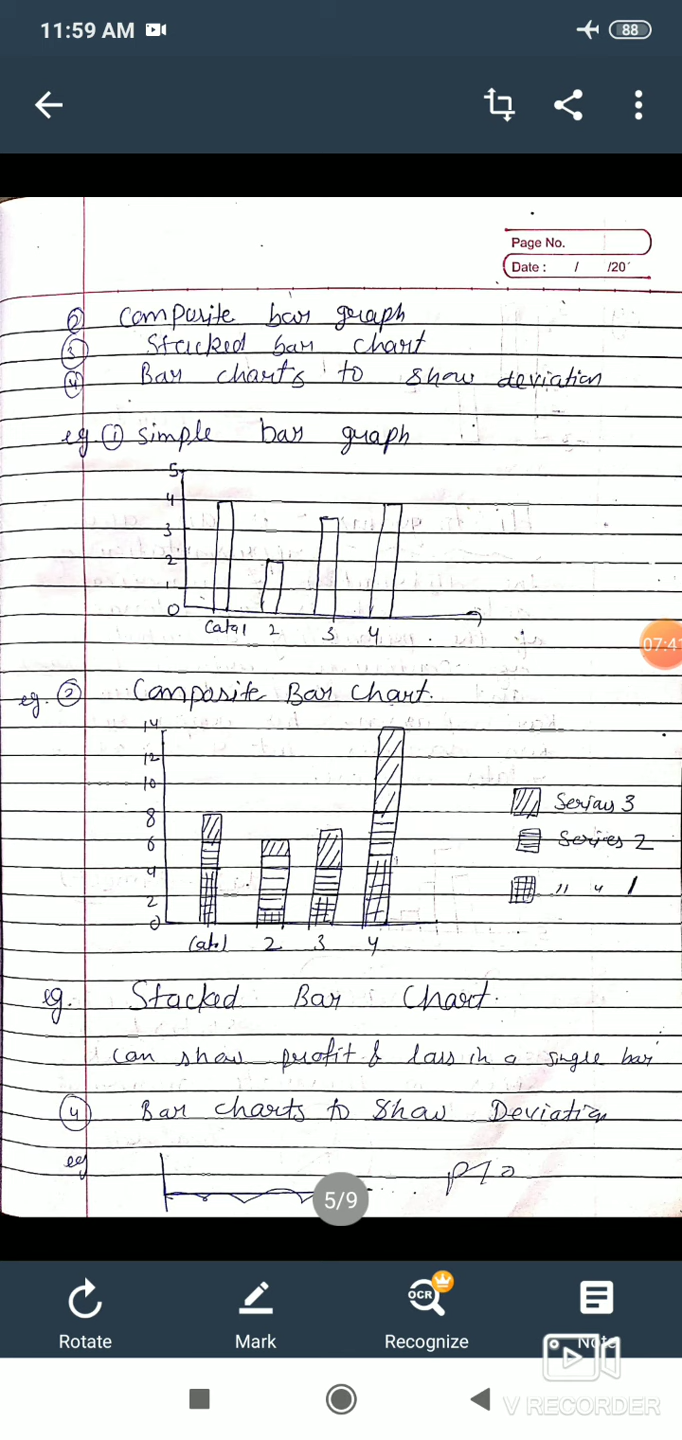 11:59 AM
88
Page No.
Date : / /20
② Composite bar graph
③ Stacked bar chart
④ Bar charts to show deviation
eg ① simple bar graph
5
4
3
2
1
0
Cat1 2 3 4
07:4
eg. ② Composite Bar Chart.
14
12
10
8
6
4
2
0
Series 3
Series 2
" " 1
Cat1 2 3 4
eg. Stacked Bar Chart.
can show profit & loss in a single bar
④ Bar charts to Show Deviation
eg
PTO
5/9
OCR
Rotate Mark Recognize Note
V RECORDER